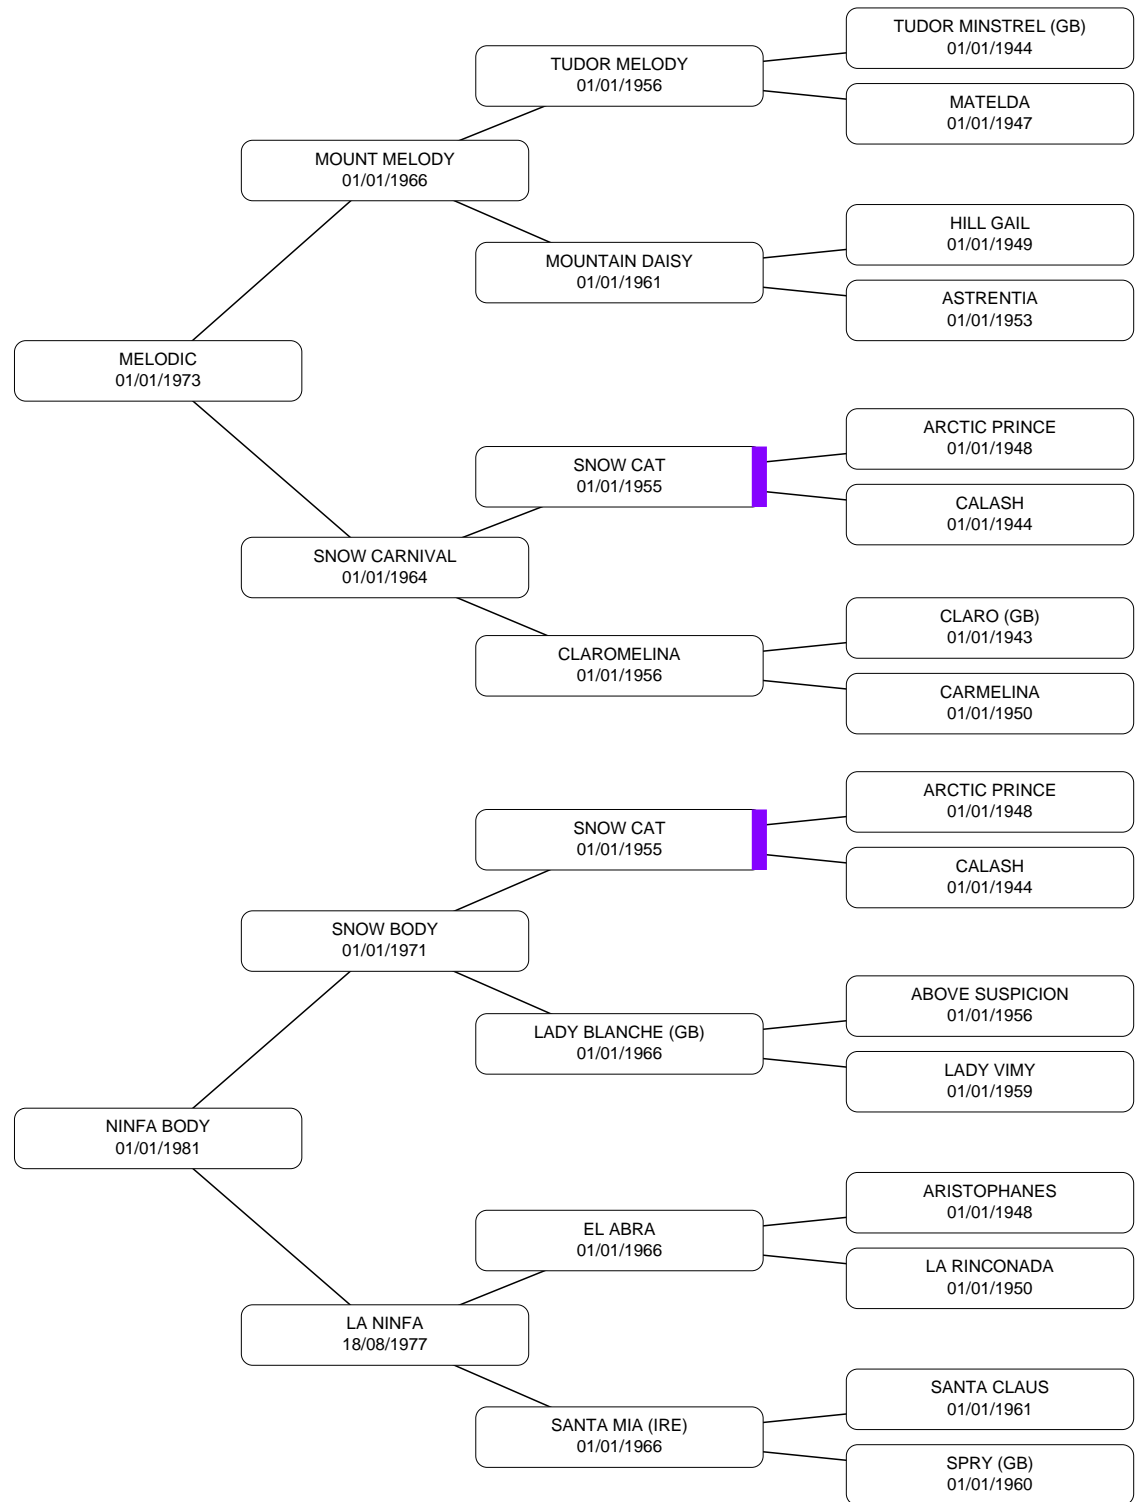 TUDOR MINSTREL (GB)
01/01/1944
TUDOR MELODY
01/01/1956
MATELDA
01/01/1947
MOUNT MELODY
01/01/1966
HILL GAIL
01/01/1949
MOUNTAIN DAISY
01/01/1961
ASTRENTIA
01/01/1953
MELODIC
01/01/1973
ARCTIC PRINCE
01/01/1948
SNOW CAT
01/01/1955
CALASH
01/01/1944
SNOW CARNIVAL
01/01/1964
CLARO (GB)
01/01/1943
CLAROMELINA
01/01/1956
CARMELINA
01/01/1950
ARCTIC PRINCE
01/01/1948
SNOW CAT
01/01/1955
CALASH
01/01/1944
SNOW BODY
01/01/1971
ABOVE SUSPICION
01/01/1956
LADY BLANCHE (GB)
01/01/1966
LADY VIMY
01/01/1959
NINFA BODY
01/01/1981
ARISTOPHANES
01/01/1948
EL ABRA
01/01/1966
LA RINCONADA
01/01/1950
LA NINFA
18/08/1977
SANTA CLAUS
01/01/1961
SANTA MIA (IRE)
01/01/1966
SPRY (GB)
01/01/1960